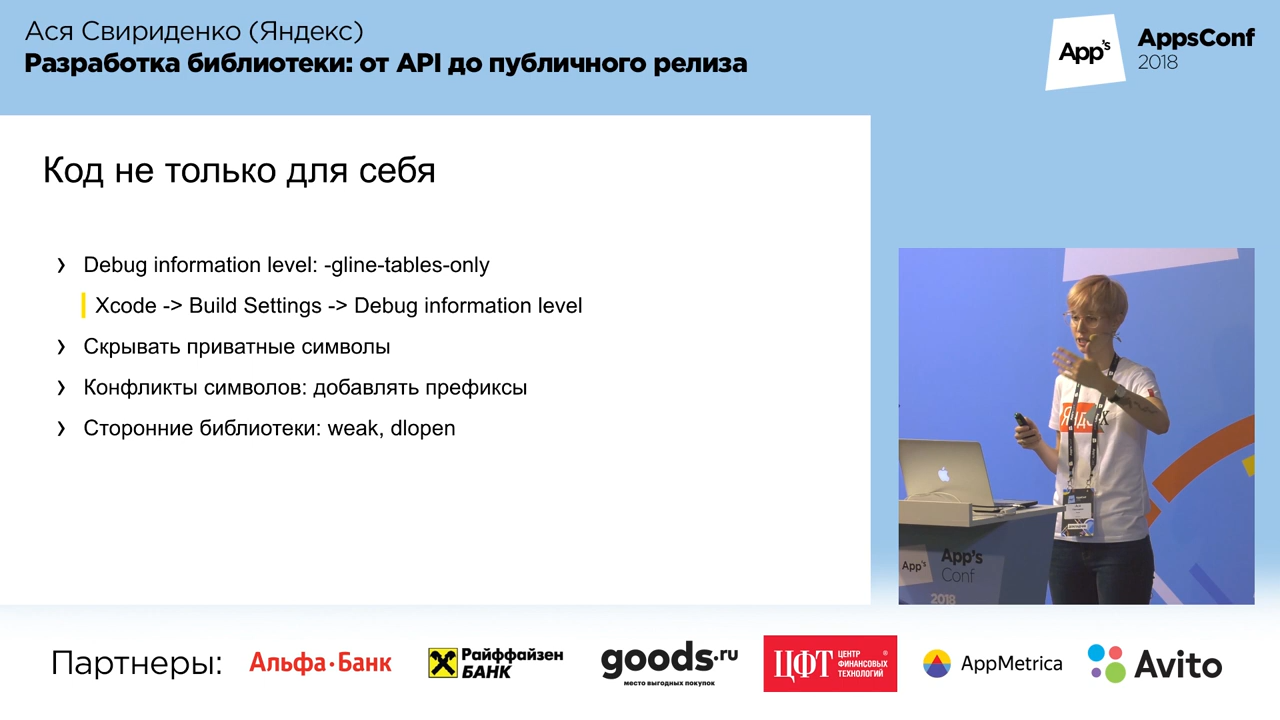 Ася Свириденко (Яндекс)
Разработка библиотеки: от API до публичного релиза
App's
AppsConf
2018
Код не только для себя
Debug information level: -gline-tables-only
Xcode -> Build Settings -> Debug information level
Скрывать приватные символы
Конфликты символов: добавлять префиксы
Сторонние библиотеки: weak, dlopen
App's
App's
Conf
2018
Партнеры:
Альфа·Банк
Райффайзен
БАНК
goods.ru
место выгодных покупок
ЦФТ
ЦЕНТР
ФИНАНСОВЫХ
ТЕХНОЛОГИЙ
®
AppMetrica
Avito